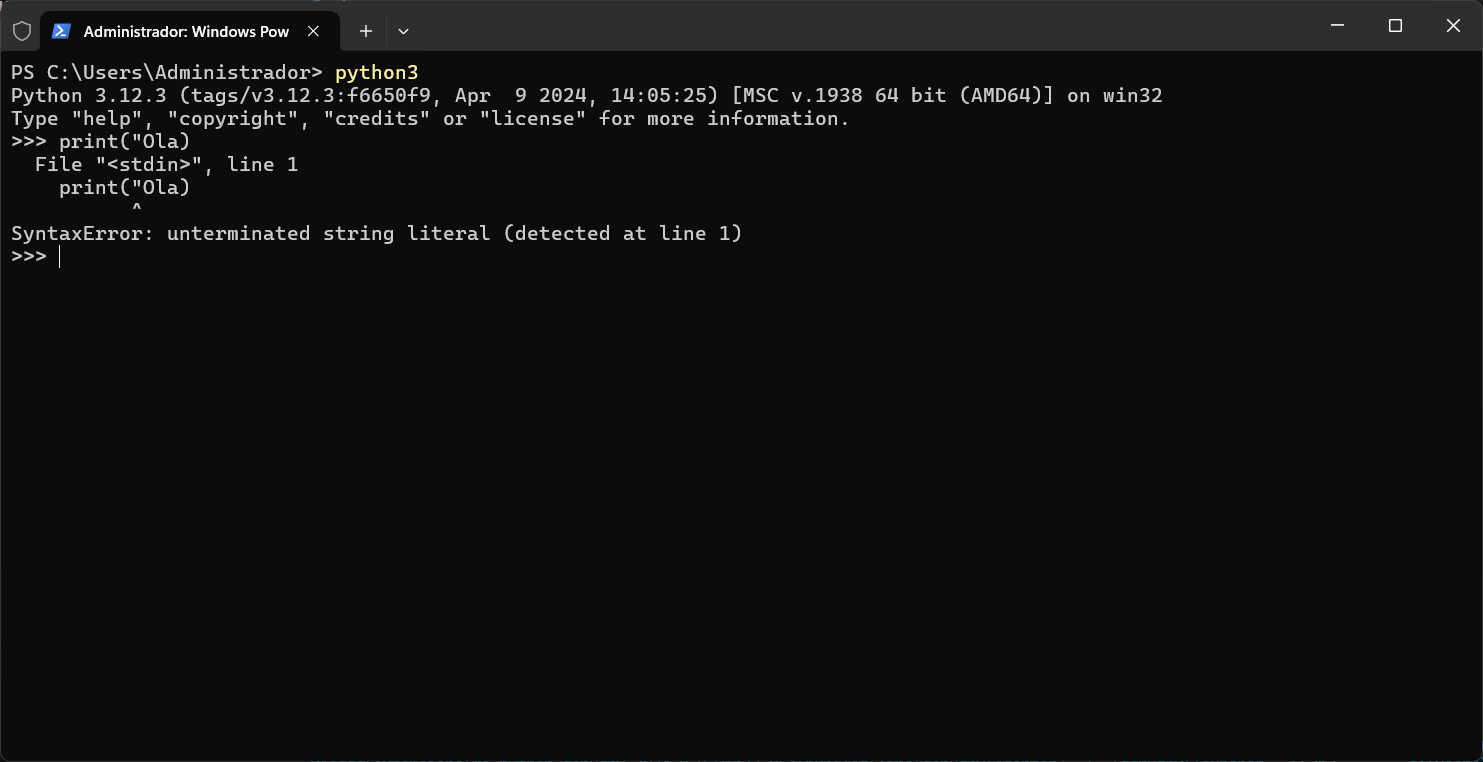 Administrador: Windows Pow
PS C:\Users\Administrador> python3
Python 3.12.3 (tags/v3.12.3:f6650f9, Apr  9 2024, 14:05:25) [MSC v.1938 64 bit (AMD64)] on win32
Type "help", "copyright", "credits" or "license" for more information.
>>> print("Ola)
  File "<stdin>", line 1
    print("Ola)
          ^
SyntaxError: unterminated string literal (detected at line 1)
>>>